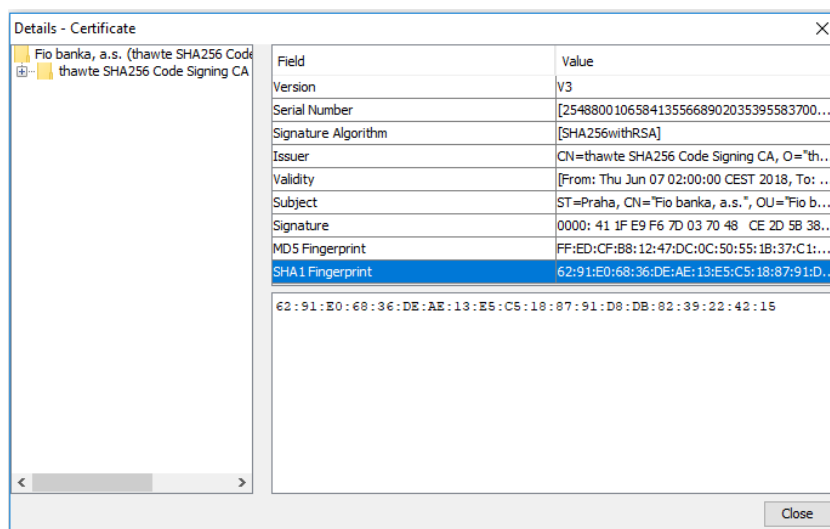 Details - Certificate
Fio banka, a.s. (thawte SHA256 Code
thawte SHA256 Code Signing CA
Field Value
Version V3
Serial Number [25488001065841355668902035395583700...
Signature Algorithm [SHA256withRSA]
Issuer CN=thawte SHA256 Code Signing CA, O="th...
Validity [From: Thu Jun 07 02:00:00 CEST 2018, To: ...
Subject ST=Praha, CN="Fio banka, a.s.", OU="Fio b...
Signature 0000: 41 1F E9 F6 7D 03 70 48 CE 2D 5B 38...
MD5 Fingerprint FF:ED:CF:B8:12:47:DC:0C:50:55:1B:37:C1:...
SHA1 Fingerprint 62:91:E0:68:36:DE:AE:13:E5:C5:18:87:91:D...
62:91:E0:68:36:DE:AE:13:E5:C5:18:87:91:D8:DB:82:39:22:42:15
Close